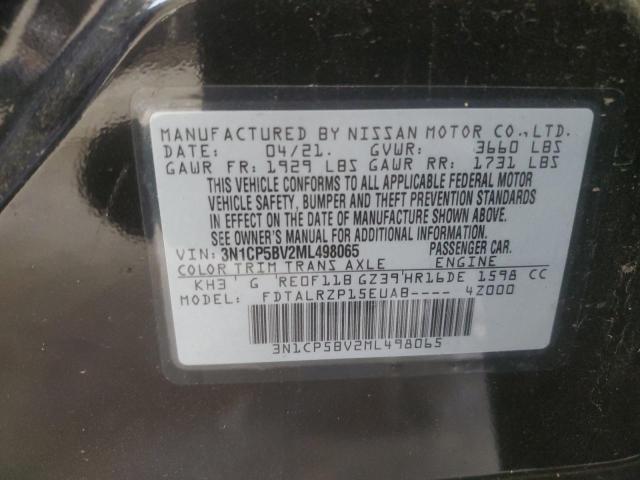 MANUFACTURED BY NISSAN MOTOR CO.,LTD.
DATE: 04/21. GVWR: 3660 LBS
GAWR FR: 1929 LBS GAWR RR: 1731 LBS
THIS VEHICLE CONFORMS TO ALL APPLICABLE FEDERAL MOTOR
VEHICLE SAFETY, BUMPER AND THEFT PREVENTION STANDARDS
IN EFFECT ON THE DATE OF MANUFACTURE SHOWN ABOVE.
SEE OWNER'S MANUAL FOR ADDITIONAL INFORMATION.
VIN: 3N1CP5BV2ML498065 PASSENGER CAR.
COLOR TRIM TRANS AXLE ENGINE
KH3 G RE0F11B GZ39 HR16DE 1598 CC
MODEL: FDTALRZP15EUAB---- 4Z000
3N1CP5BV2ML498065